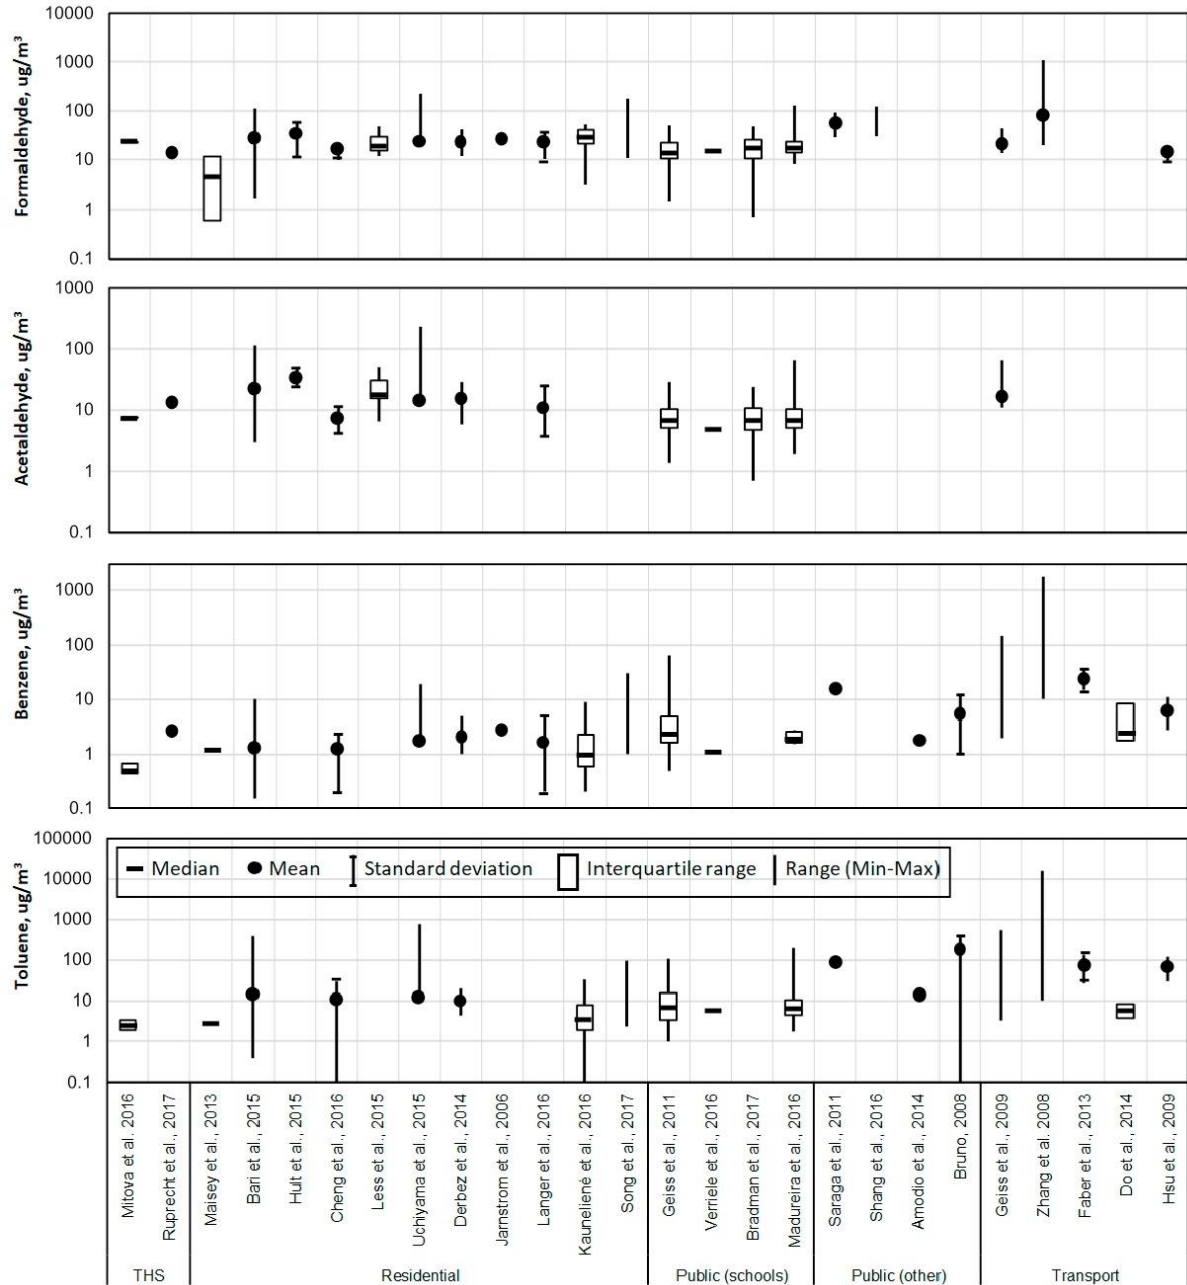 Formaldehyde, ug/m³
10000
1000
100
10
1
0.1
Acetaldehyde, ug/m³
1000
100
10
1
0.1
Benzene, ug/m³
1000
100
10
1
0.1
Toluene, ug/m³
100000
10000
1000
100
10
1
0.1
Median Mean Standard deviation Interquartile range Range (Min-Max)
Mitova et al. 2016
Ruprecht et al., 2017
Maisey et al., 2013
Bari et al., 2015
Hult et al., 2015
Cheng et al., 2016
Less et al., 2015
Uchiyama et al., 2015
Derbez et al., 2014
Jarnstrom et al., 2006
Langer et al., 2016
Kaunelienė et al., 2016
Song et al., 2017
Geiss et al., 2011
Verriele et al., 2016
Bradman et al., 2017
Madureira et al., 2016
Saraga et al., 2011
Shang et al., 2016
Amodio et al., 2014
Bruno, 2008
Geiss et al., 2009
Zhang et al. 2008
Faber et al., 2013
Do et al., 2014
Hsu et al., 2009
THS Residential Public (schools) Public (other) Transport